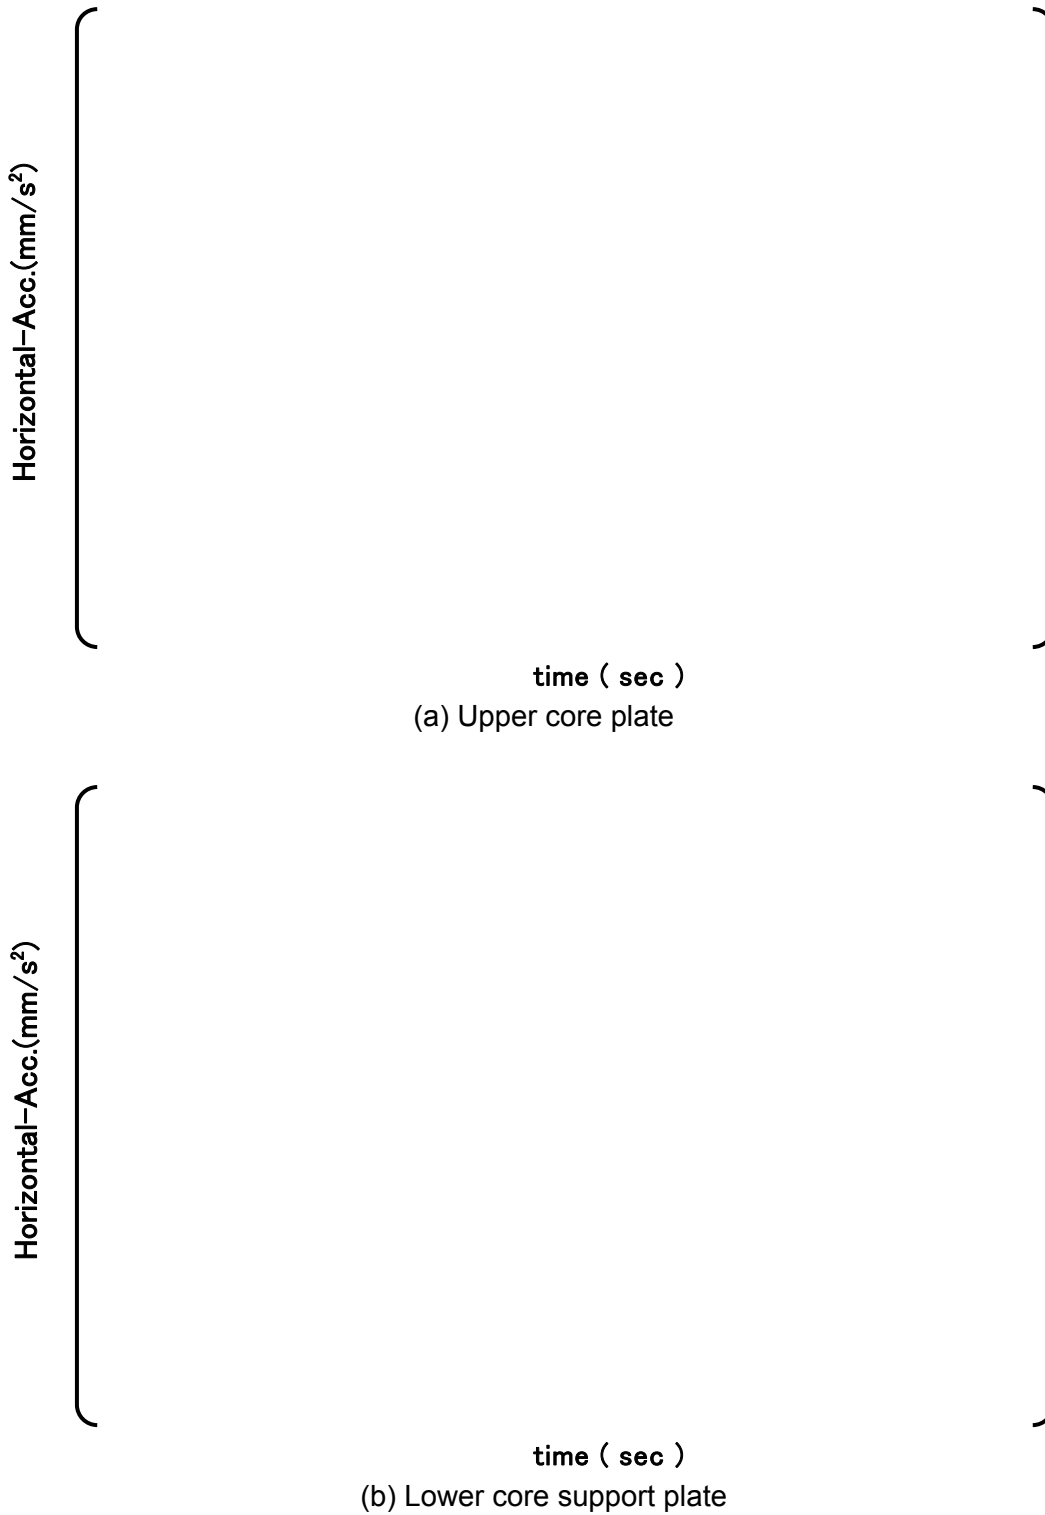 Horizontal-Acc.(mm/s²)
time ( sec )
(a) Upper core plate
Horizontal-Acc.(mm/s²)
time ( sec )
(b) Lower core support plate